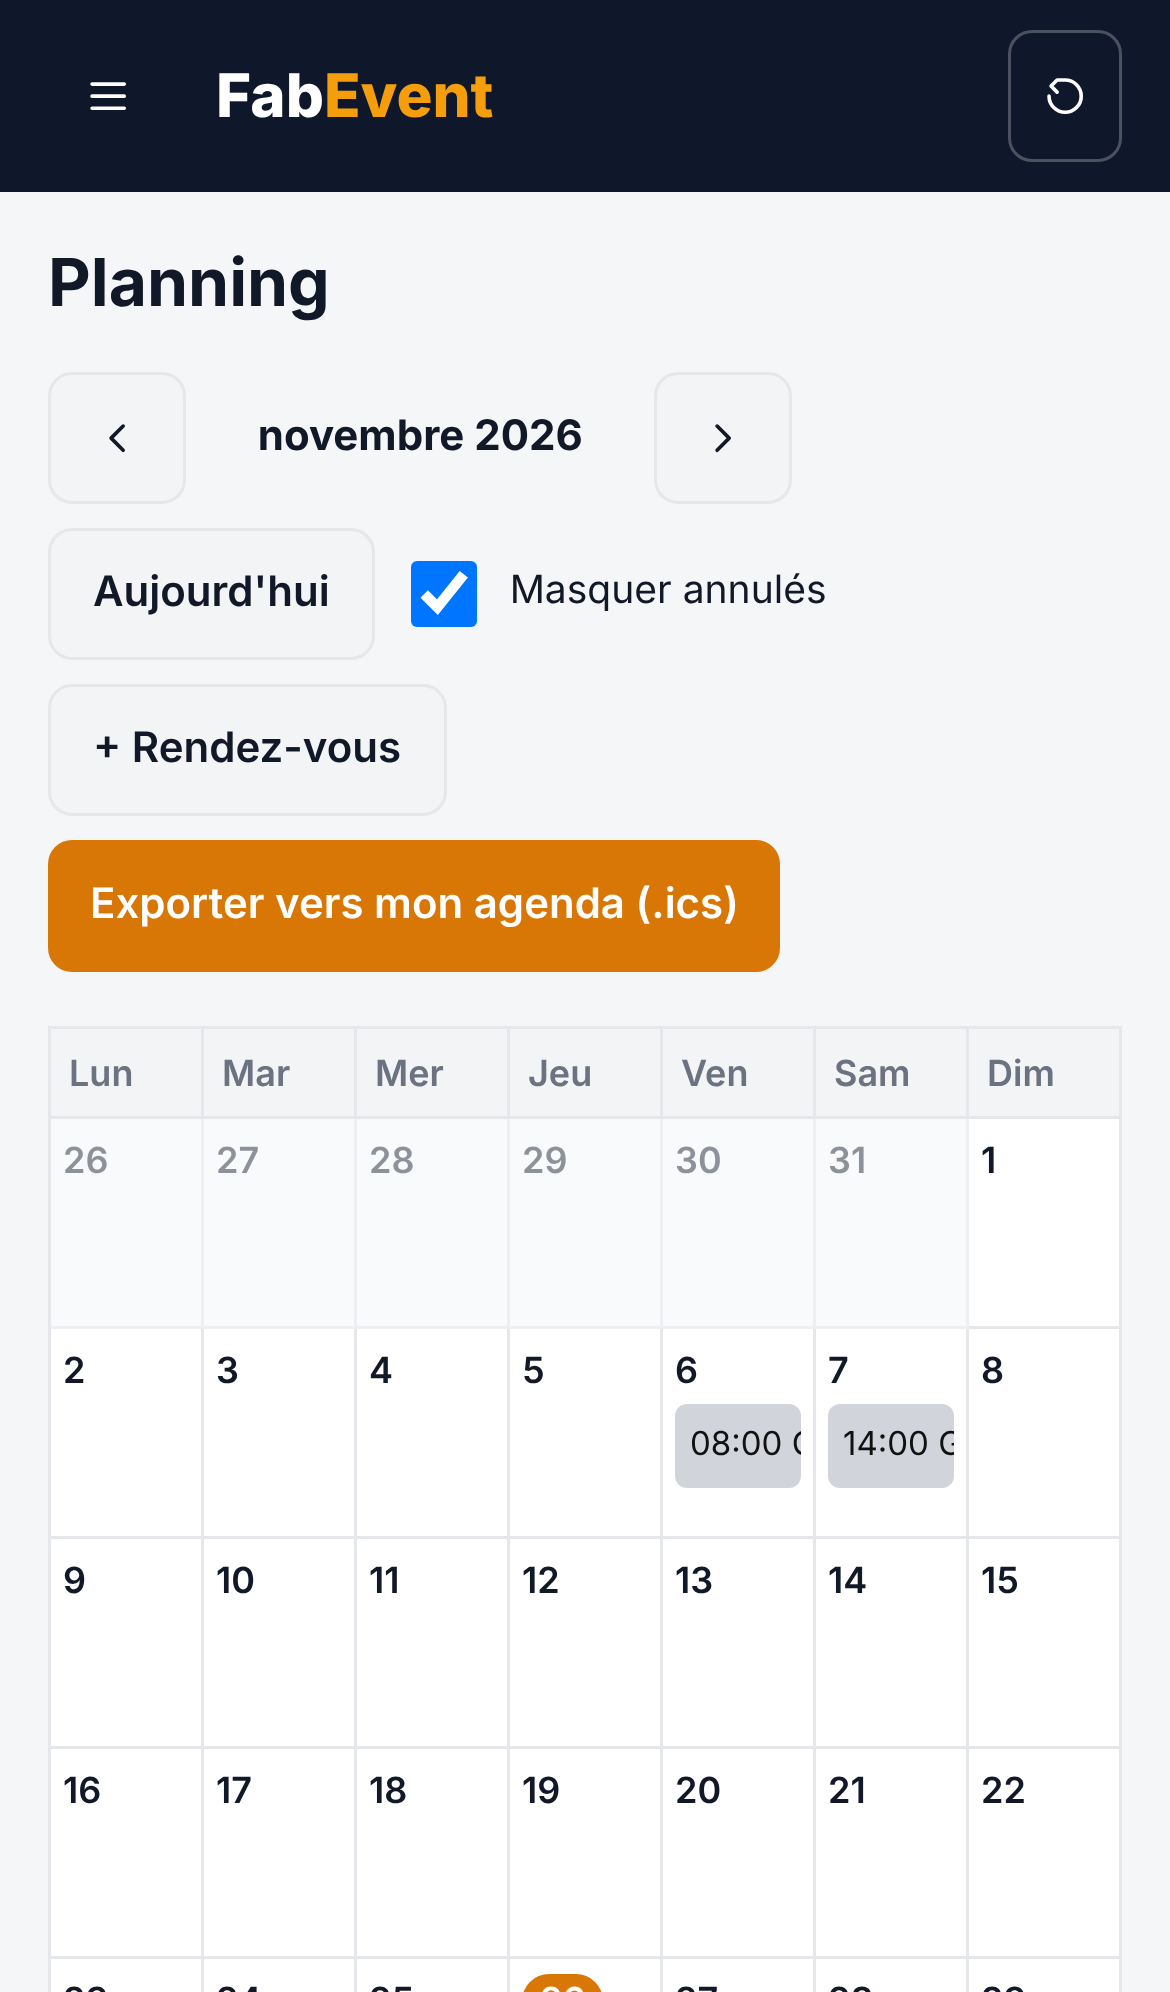 FabEvent
Planning
novembre 2026
Aujourd'hui Masquer annulés
+ Rendez-vous
Exporter vers mon agenda (.ics)
Lun Mar Mer Jeu Ven Sam Dim
26 27 28 29 30 31 1
2 3 4 5 6 7 8
08:00 14:00 G
9 10 11 12 13 14 15
16 17 18 19 20 21 22